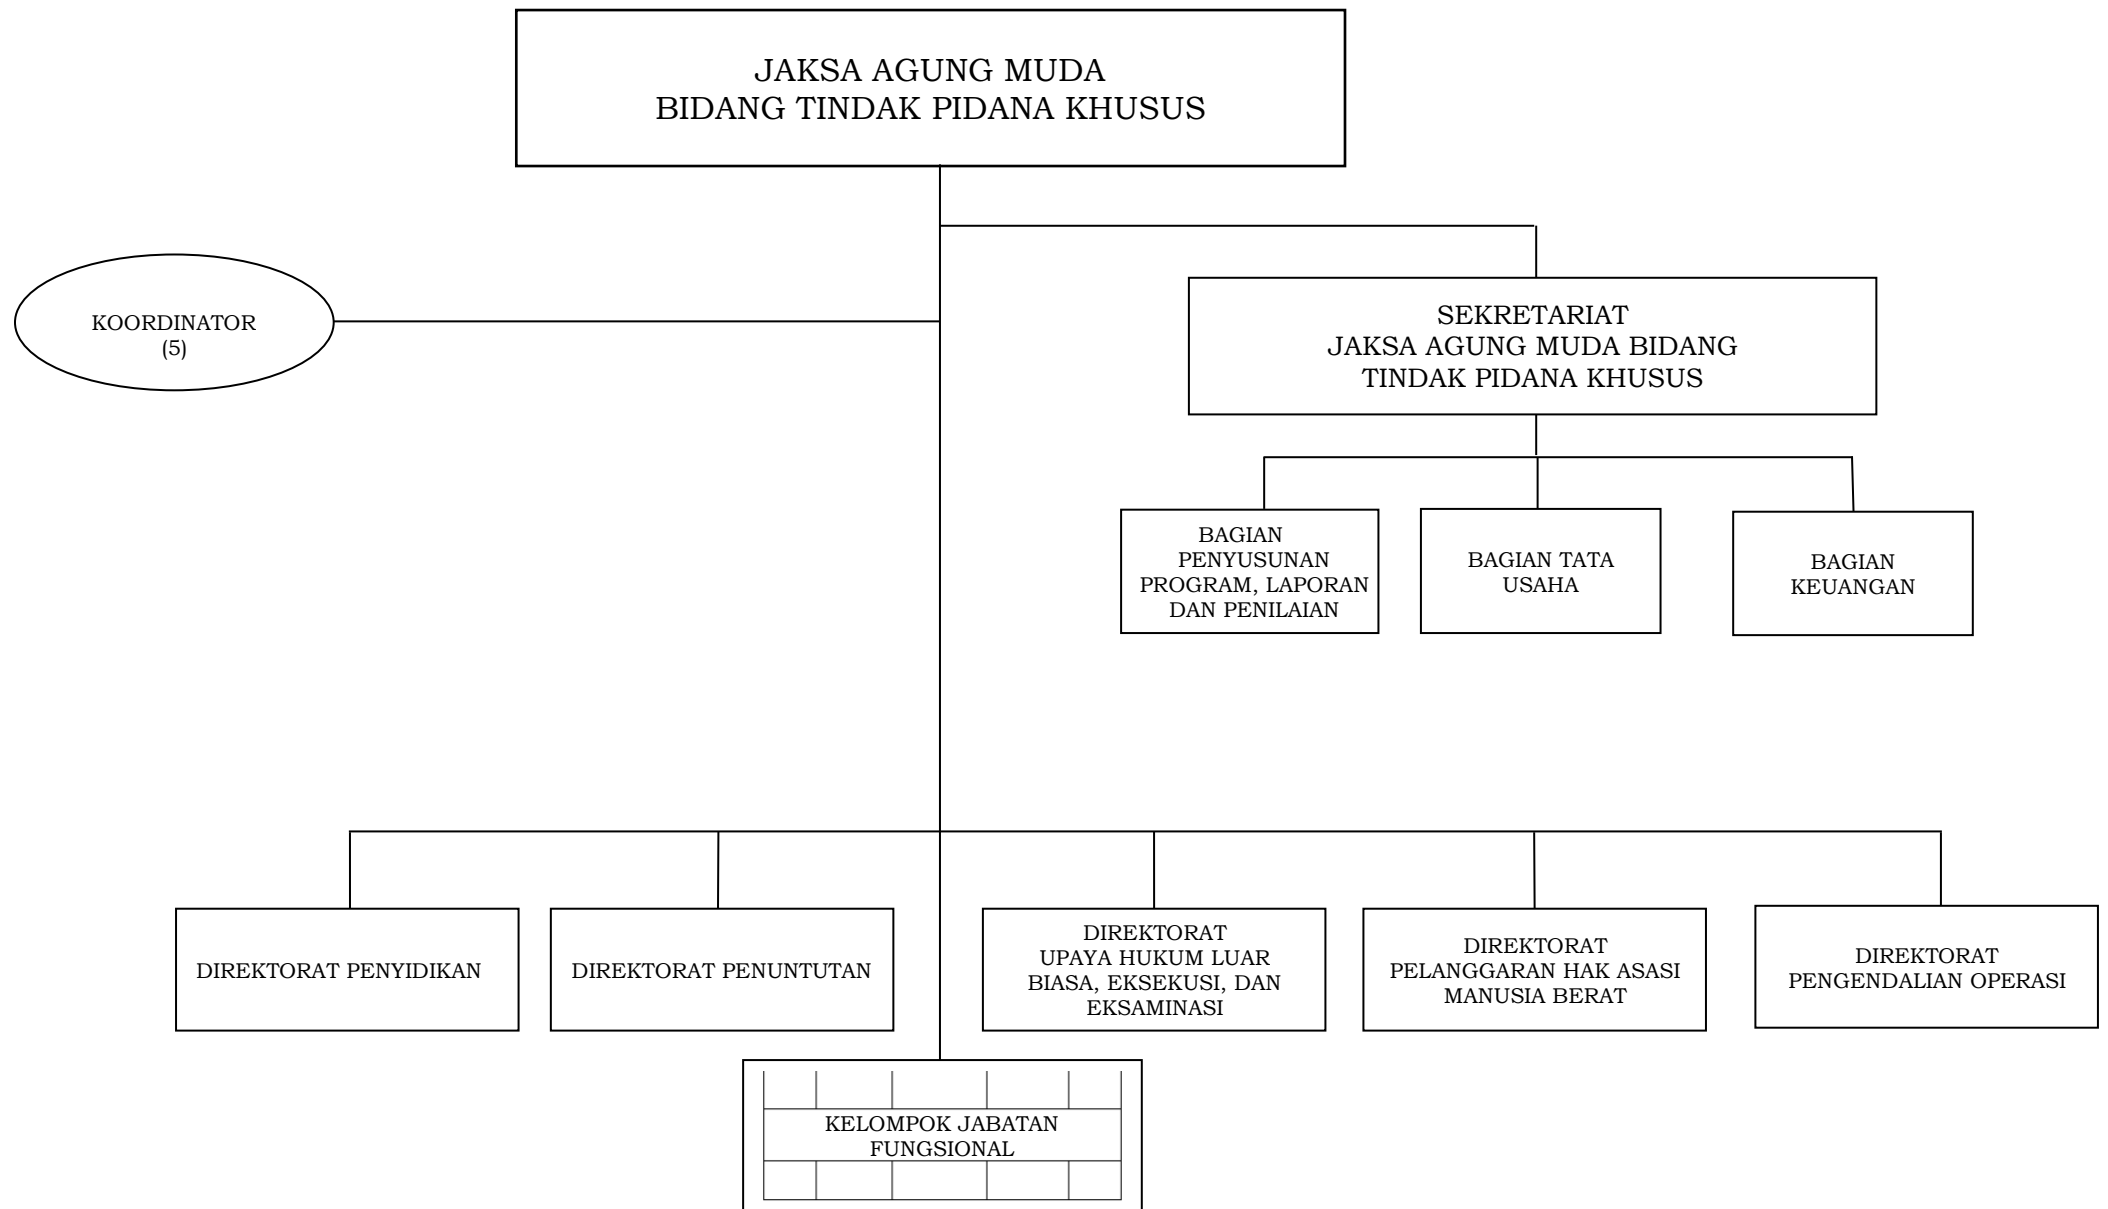 JAKSA AGUNG MUDA
BIDANG TINDAK PIDANA KHUSUS
KOORDINATOR
(5)
SEKRETARIAT
JAKSA AGUNG MUDA BIDANG
TINDAK PIDANA KHUSUS
BAGIAN
PENYUSUNAN
PROGRAM, LAPORAN
DAN PENILAIAN
BAGIAN TATA
USAHA
BAGIAN
KEUANGAN
DIREKTORAT PENYIDIKAN
DIREKTORAT PENUNTUTAN
DIREKTORAT
UPAYA HUKUM LUAR
BIASA, EKSEKUSI, DAN
EKSAMINASI
DIREKTORAT
PELANGGARAN HAK ASASI
MANUSIA BERAT
DIREKTORAT
PENGENDALIAN OPERASI
KELOMPOK JABATAN
FUNGSIONAL